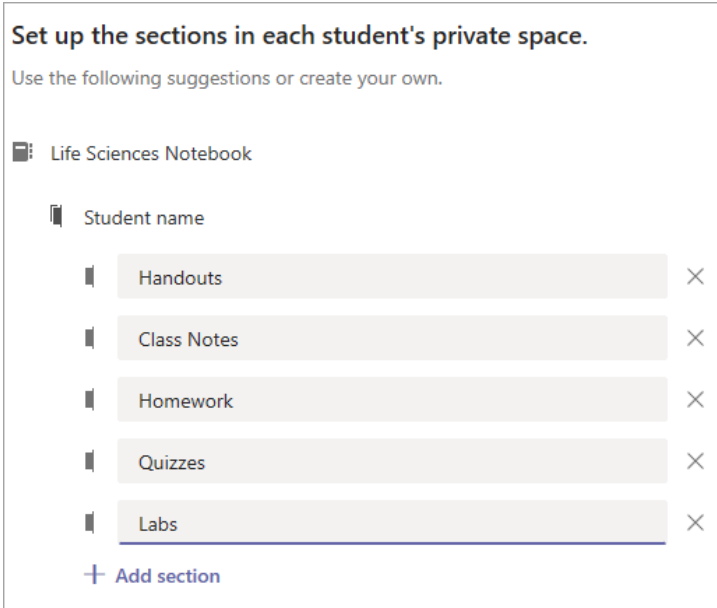 Set up the sections in each student's private space.
Use the following suggestions or create your own.
Life Sciences Notebook
Student name
Handouts
Class Notes
Homework
Quizzes
Labs
Add section